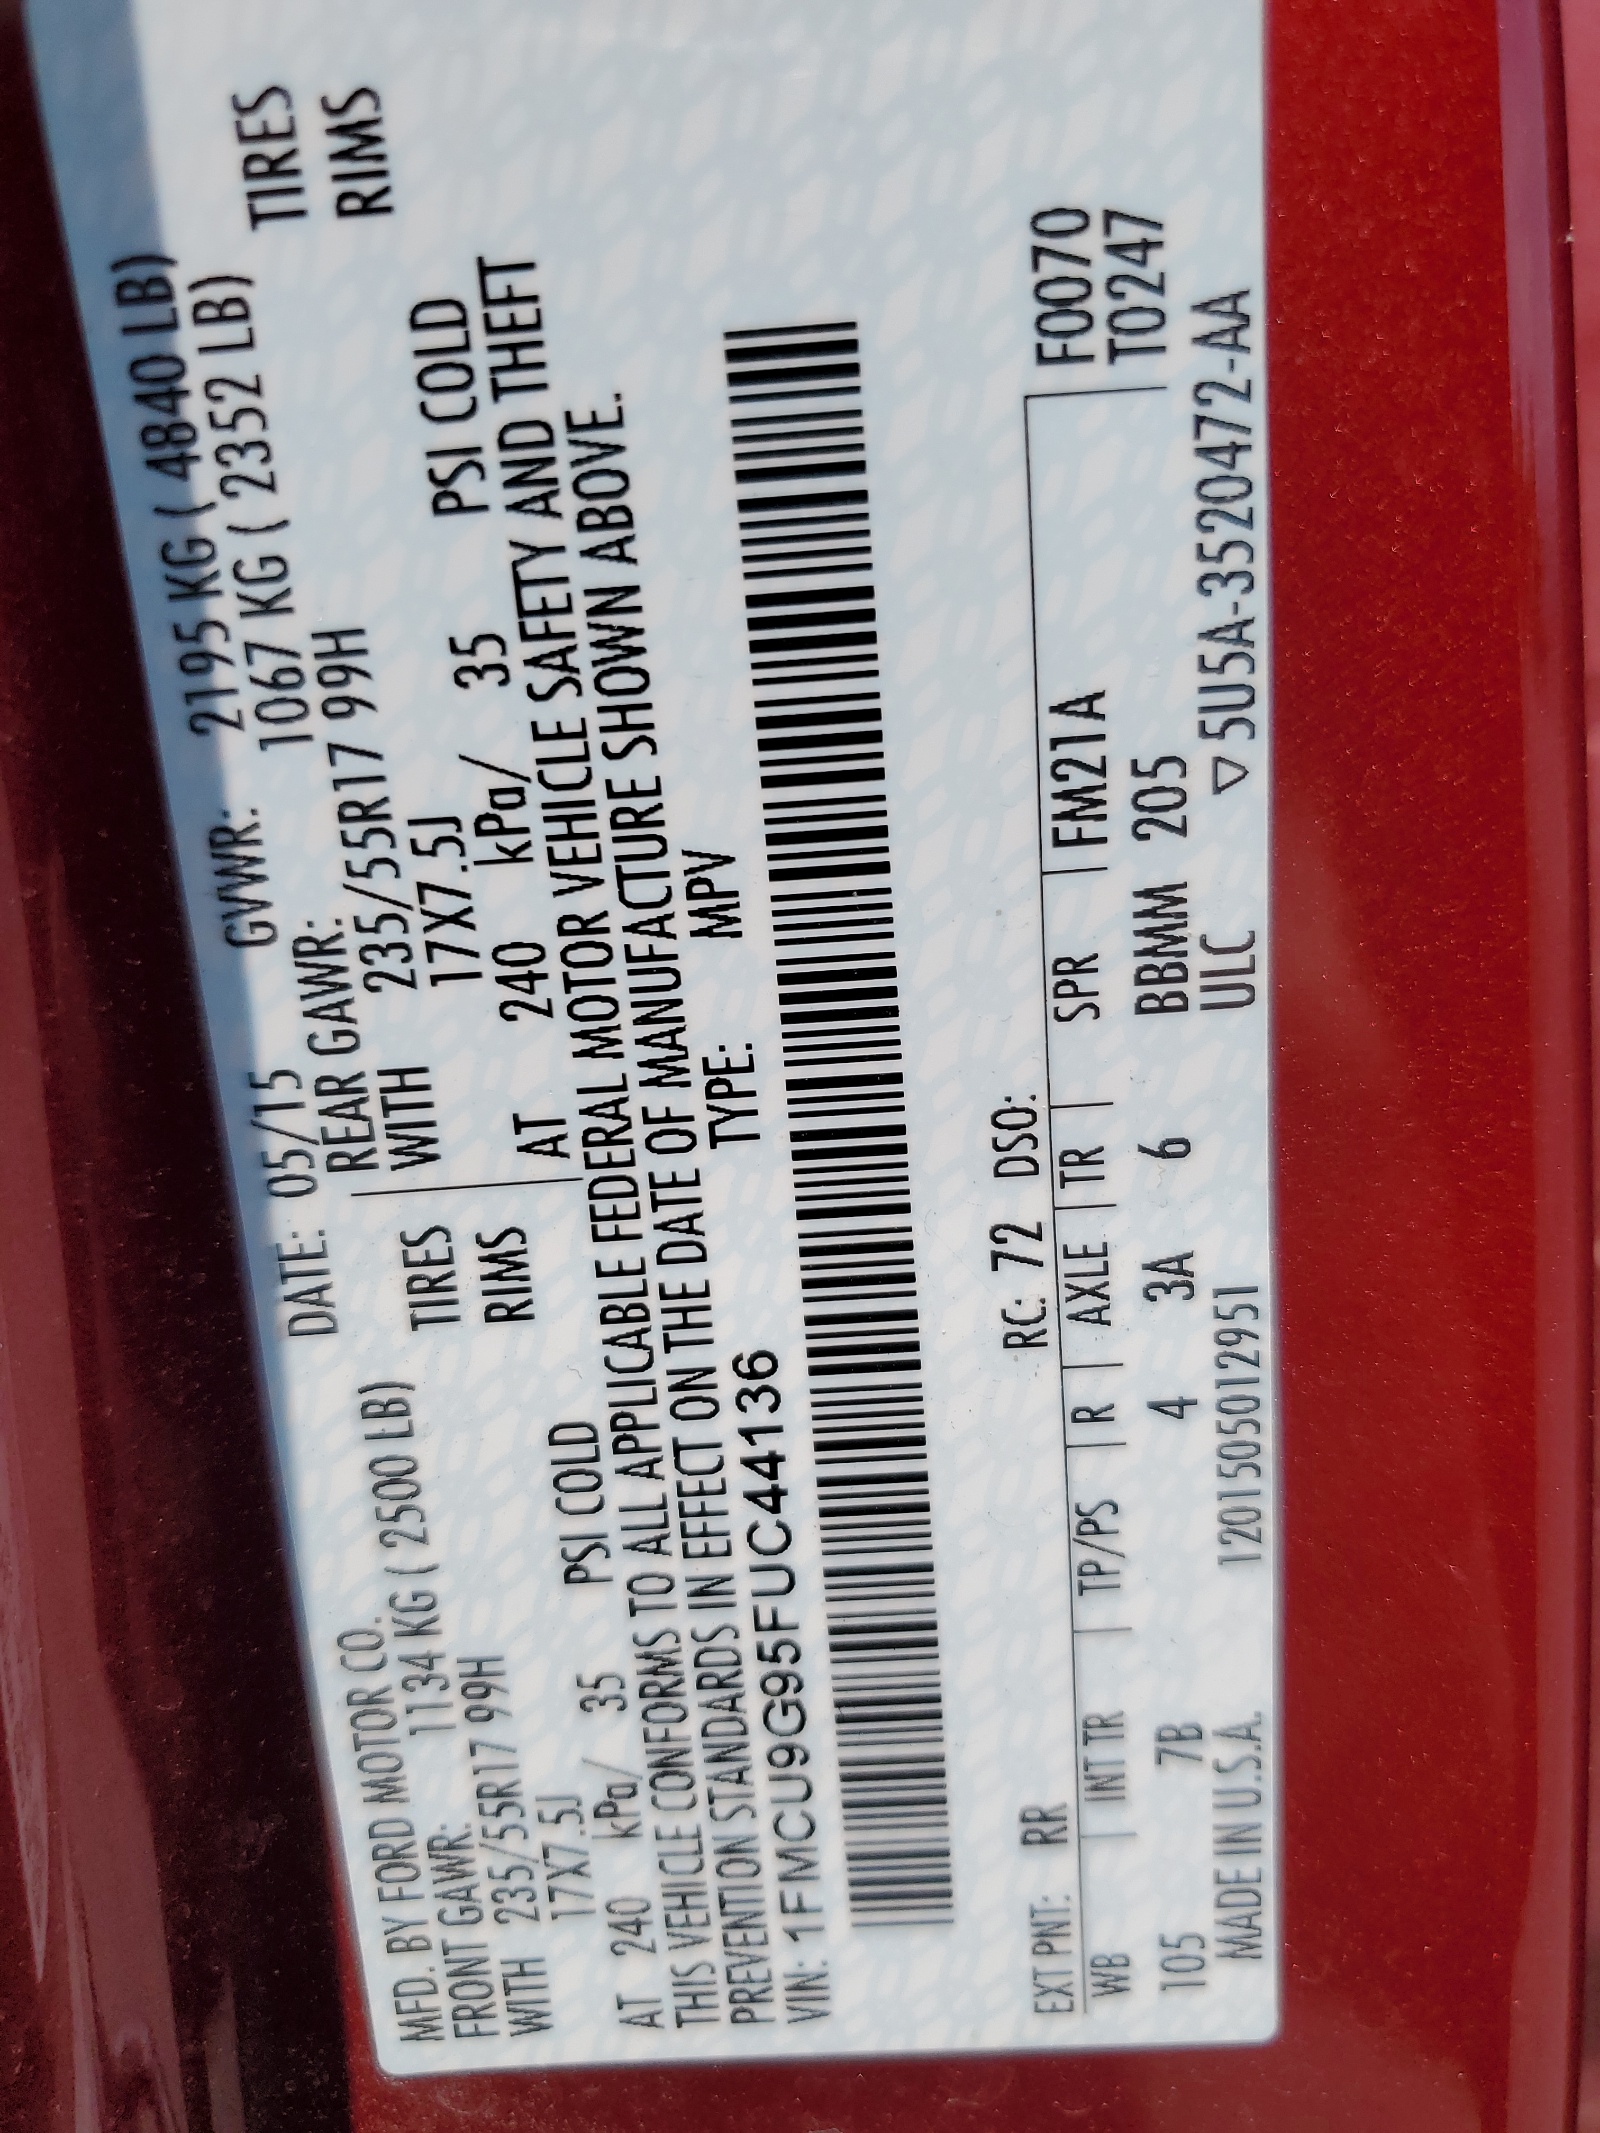 MFD. BY FORD MOTOR CO. DATE: 05/15 GVWR: 2195 KG ( 4840 LB)
FRONT GAWR: 1134 KG ( 2500 LB) REAR GAWR: 1067 KG ( 2352 LB)
WITH 235/55R17 99H TIRES WITH 235/55R17 99H TIRES
17X7.5J RIMS 17X7.5J RIMS
AT 240 kPa/ 35 PSI COLD AT 240 kPa/ 35 PSI COLD
THIS VEHICLE CONFORMS TO ALL APPLICABLE FEDERAL MOTOR VEHICLE SAFETY AND THEFT
PREVENTION STANDARDS IN EFFECT ON THE DATE OF MANUFACTURE SHOWN ABOVE.
VIN: 1FMCU9G95FUC44136 TYPE: MPV
EXT PNT: RR RC: 72 DSO: F0070
WB INT TR TP/PS R AXLE TR SPR FM21A T0247
105 7B 4 3A 6 BBMM 205
MADE IN U.S.A. 120150501295I ULC ▽5U5A-3520472-AA